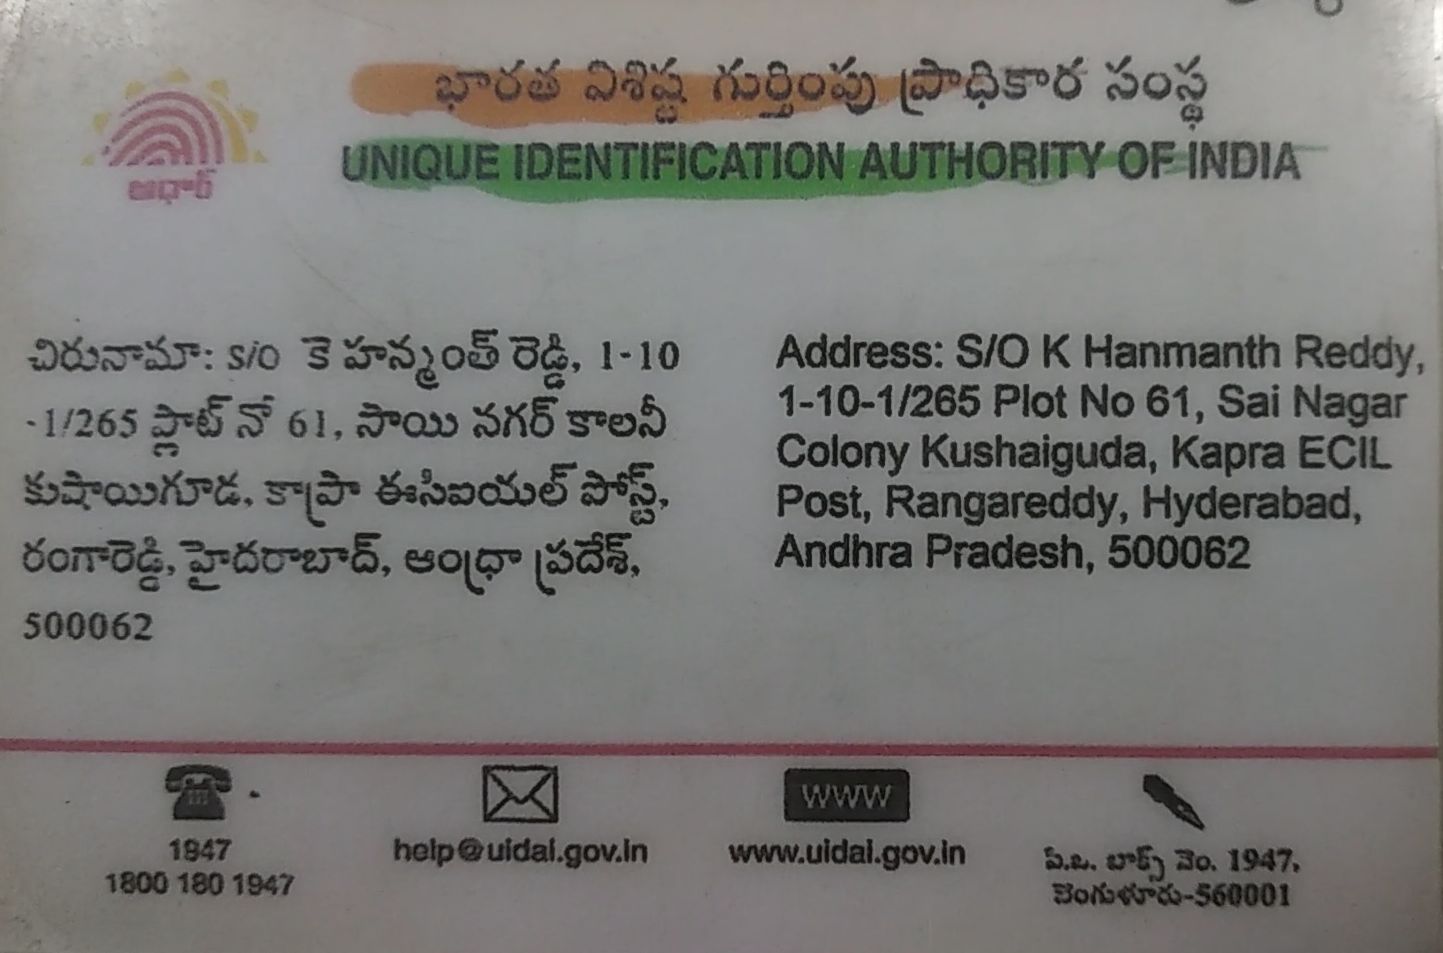 భారత విశిష్ట గుర్తింపు ప్రాధికార సంస్థ
UNIQUE IDENTIFICATION AUTHORITY OF INDIA
ఆధార్
చిరునామా: S/O కె హన్మంత్ రెడ్డి, 1-10
-1/265 ప్లాట్ నో 61, సాయి నగర్ కాలనీ
కుషాయిగూడ, కాప్రా ఈసిఐయల్ పోస్ట్,
రంగారెడ్డి, హైదరాబాద్, ఆంధ్రా ప్రదేశ్,
500062
Address: S/O K Hanmanth Reddy,
1-10-1/265 Plot No 61, Sai Nagar
Colony Kushaiguda, Kapra ECIL
Post, Rangareddy, Hyderabad,
Andhra Pradesh, 500062
1947
1800 180 1947
help@uidai.gov.in
WWW
www.uidai.gov.in
పి.ఒ. బాక్స్ నెం. 1947,
బెంగుళూరు-560001